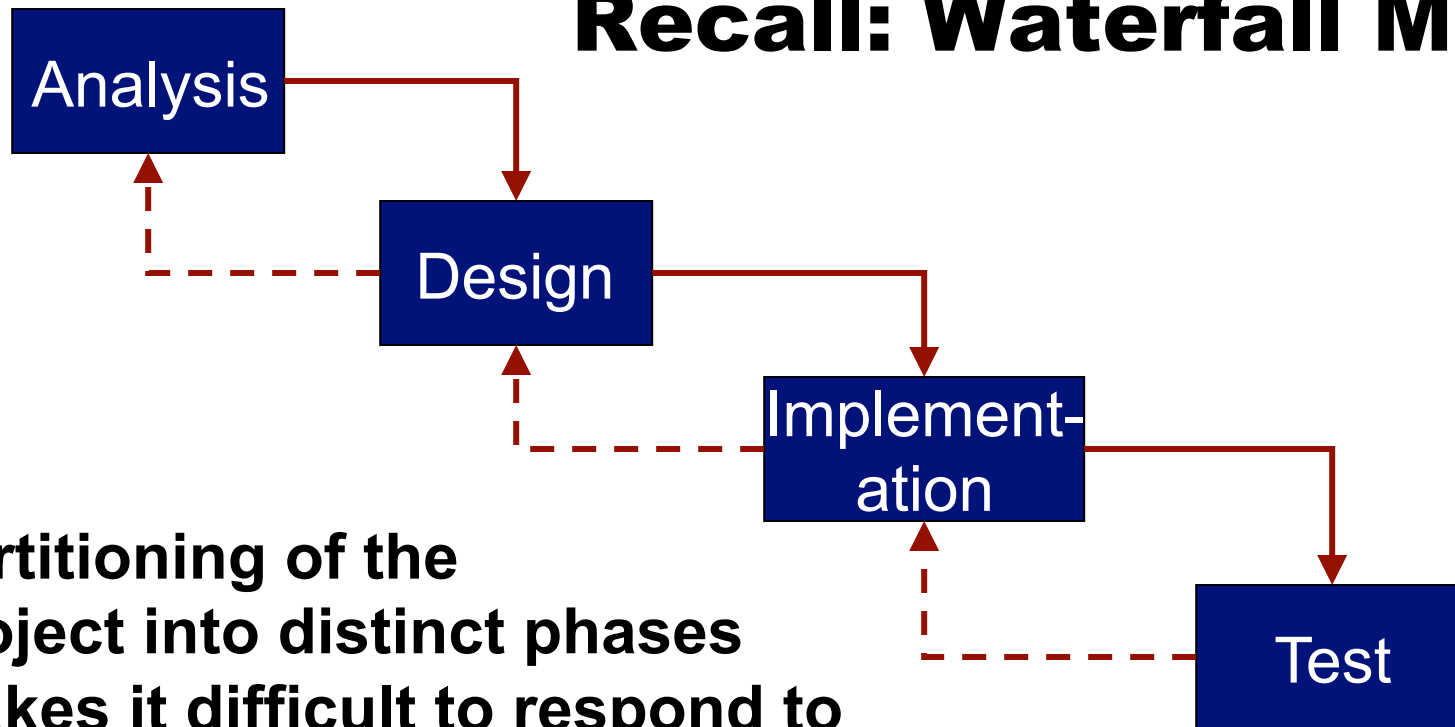 Recall: Waterfall M
Analysis
Design
Implement-
ation
Test
rtitioning of the
oject into distinct phases
kes it difficult to respond to